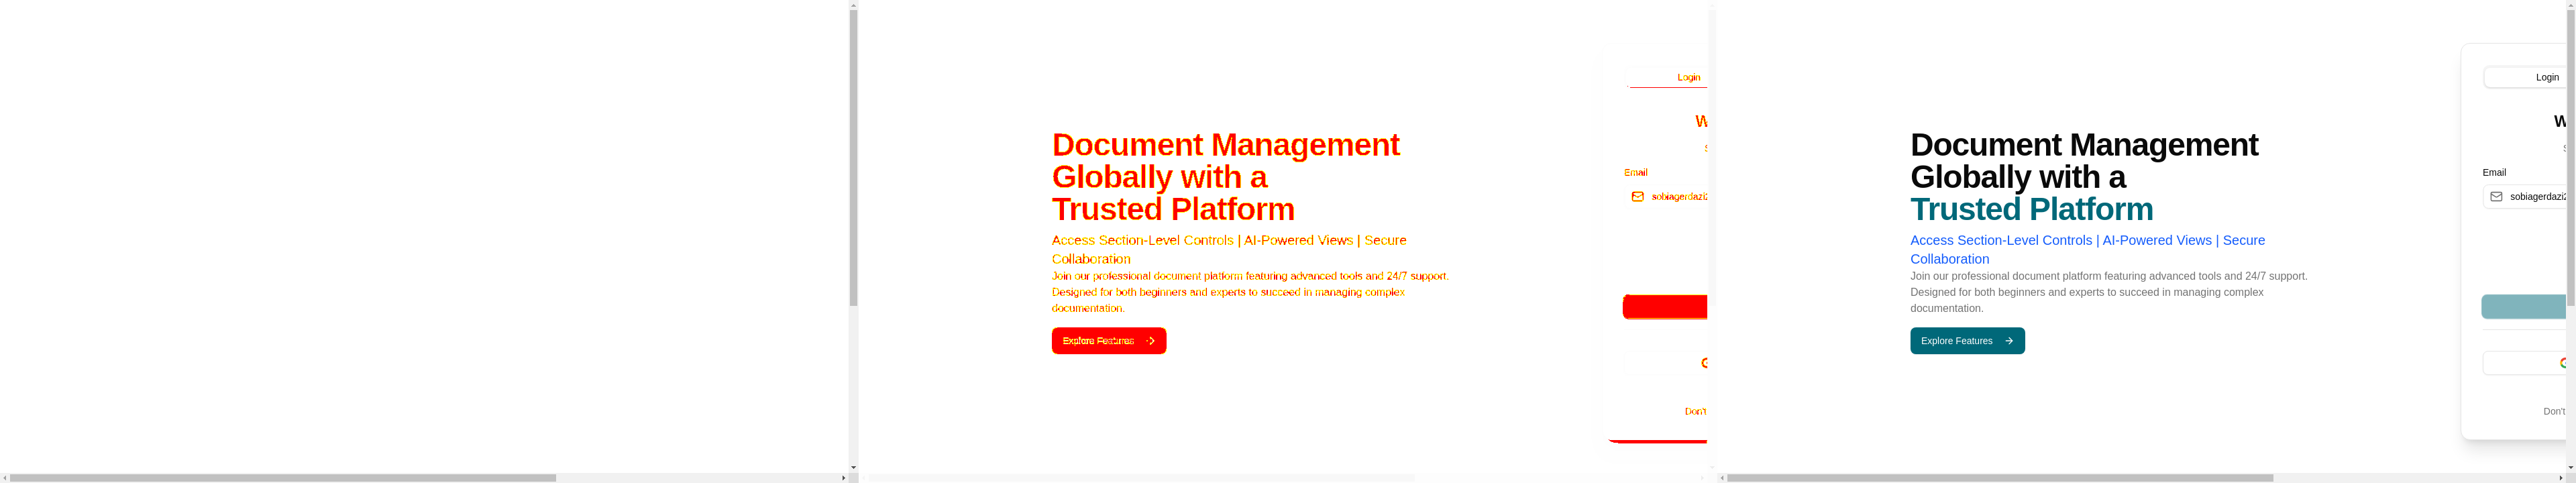 Login
W
S
Document Management
Globally with a
Trusted Platform
Email
sobiagerdazi2
Access Section-Level Controls | AI-Powered Views | Secure
Collaboration
Join our professional document platform featuring advanced tools and 24/7 support.
Designed for both beginners and experts to succeed in managing complex
documentation.
Explore Features
Don't
Login
W
S
Document Management
Globally with a
Trusted Platform
Email
sobiagerdazi2
Access Section-Level Controls | AI-Powered Views | Secure
Collaboration
Join our professional document platform featuring advanced tools and 24/7 support.
Designed for both beginners and experts to succeed in managing complex
documentation.
Explore Features
Don't